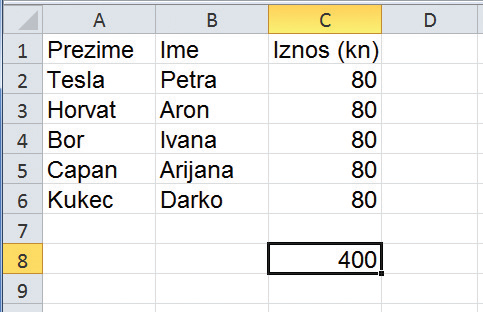 A B C D
1 Prezime Ime Iznos (kn)
2 Tesla Petra 80
3 Horvat Aron 80
4 Bor Ivana 80
5 Capan Arijana 80
6 Kukec Darko 80
7
8 400
9